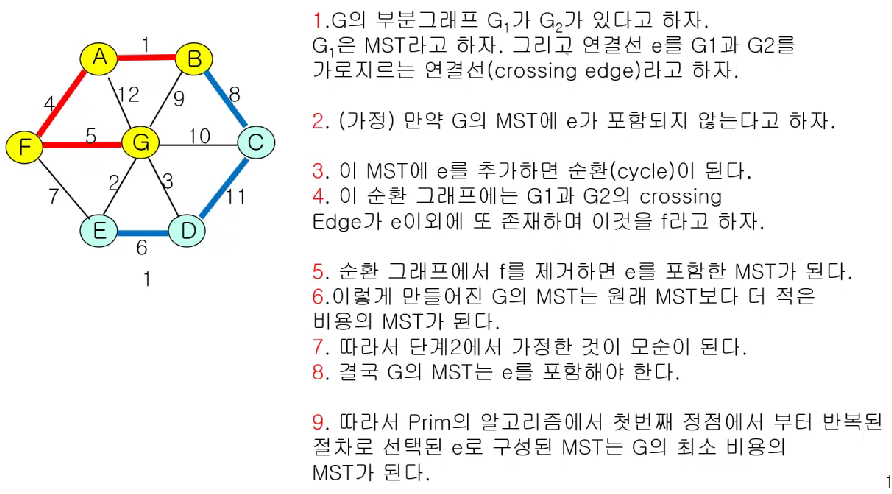 1.G의 부분그래프 G1가 G2가 있다고 하자.
G1은 MST라고 하자. 그리고 연결선 e를 G1과 G2를
가로지르는 연결선(crossing edge)라고 하자.
2. (가정) 만약 G의 MST에 e가 포함되지 않는다고 하자.
3. 이 MST에 e를 추가하면 순환(cycle)이 된다.
4. 이 순환 그래프에는 G1과 G2의 crossing
Edge가 e이외에 또 존재하며 이것을 f라고 하자.
5. 순환 그래프에서 f를 제거하면 e를 포함한 MST가 된다.
6.이렇게 만들어진 G의 MST는 원래 MST보다 더 적은
비용의 MST가 된다.
7. 따라서 단계2에서 가정한 것이 모순이 된다.
8. 결국 G의 MST는 e를 포함해야 한다.
9. 따라서 Prim의 알고리즘에서 첫번째 정점에서 부터 반복된
절차로 선택된 e로 구성된 MST는 G의 최소 비용의
MST가 된다.
1
A
B
4
12
9
8
F
5
G
10
C
7
2
3
11
E
6
D
1
1